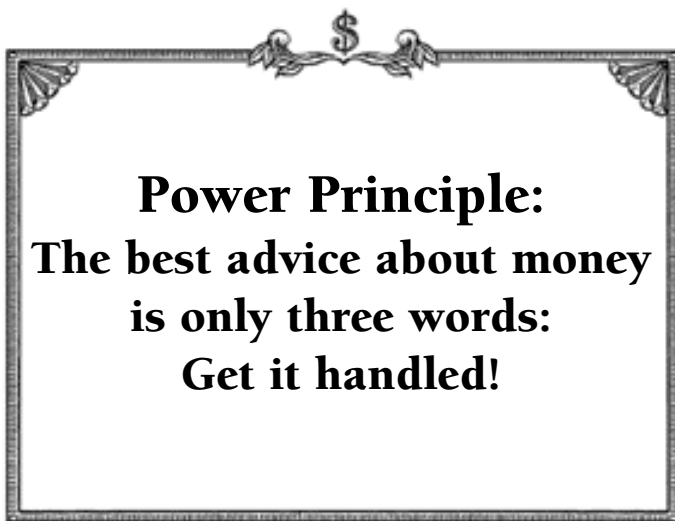 $
Power Principle:
The best advice about money
is only three words:
Get it handled!